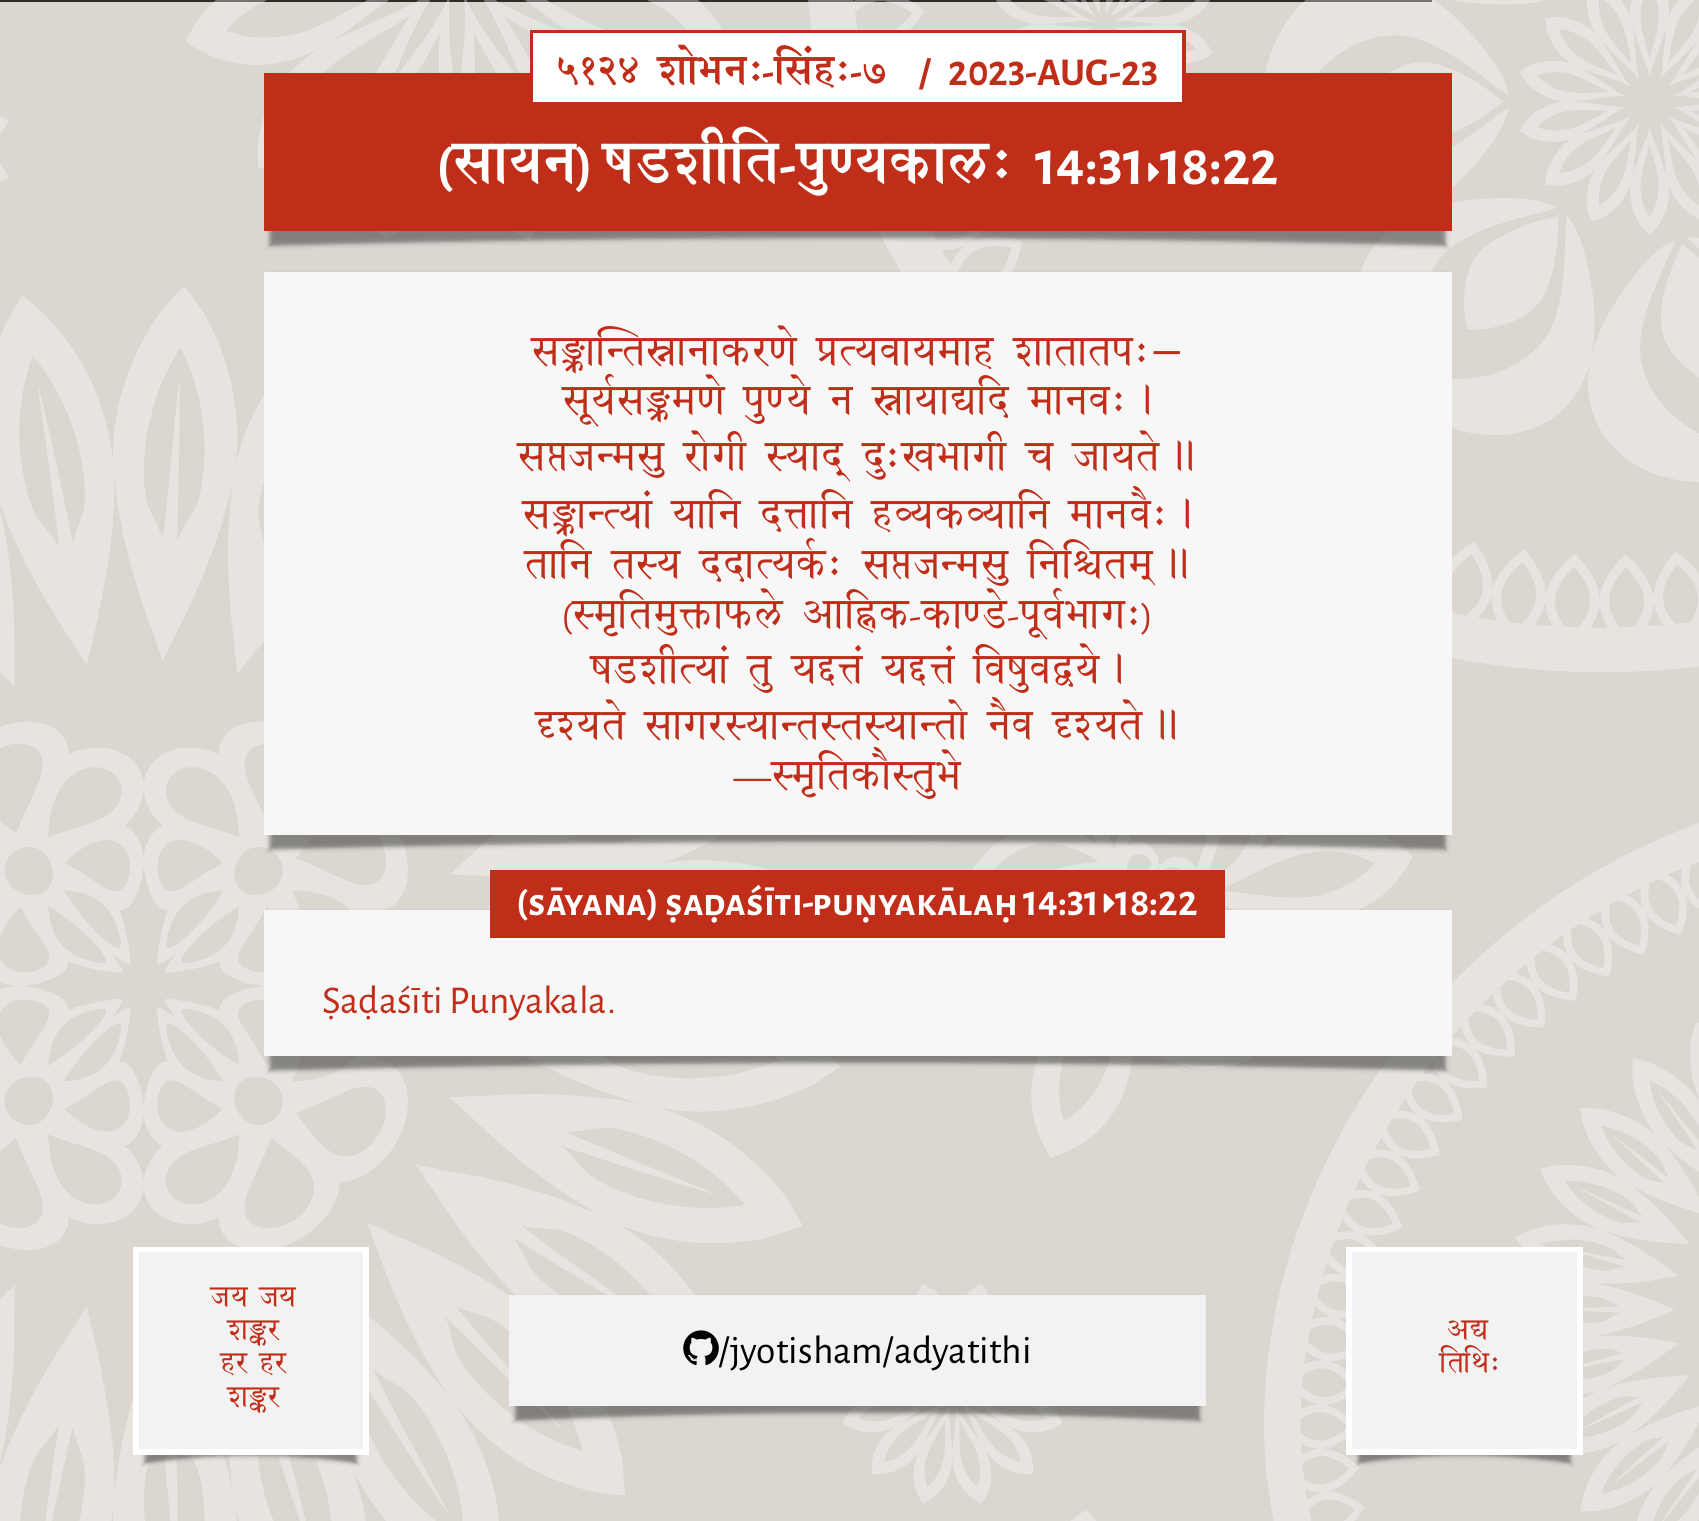 ५१२४ शोभनः-सिंहः-७ / 2023-AUG-23
(सायन) षडशीति-पुण्यकालः 14:31▸18:22
सङ्क्रान्तिस्नानाकरणे प्रत्यवायमाह शातातपः—
सूर्यसङ्क्रमणे पुण्ये न स्नायाद्यदि मानवः ।
सप्तजन्मसु रोगी स्याद् दुःखभागी च जायते ॥
सङ्क्रान्त्यां यानि दत्तानि हव्यकव्यानि मानवैः ।
तानि तस्य ददात्यर्कः सप्तजन्मसु निश्चितम् ॥
(स्मृतिमुक्ताफले आह्निक-काण्डे-पूर्वभागः)
षडशीत्यां तु यद्दत्तं यद्दत्तं विषुवद्वये ।
दृश्यते सागरस्यान्तस्तस्यान्तो नैव दृश्यते ॥
—स्मृतिकौस्तुभे
(SĀYANA) ṢAḌAŚĪTI-PUṆYAKĀLAḤ 14:31▸18:22
Ṣaḍaśīti Punyakala.
जय जय
शङ्कर
हर हर
शङ्कर
/jyotisham/adyatithi
अद्य
तिथिः